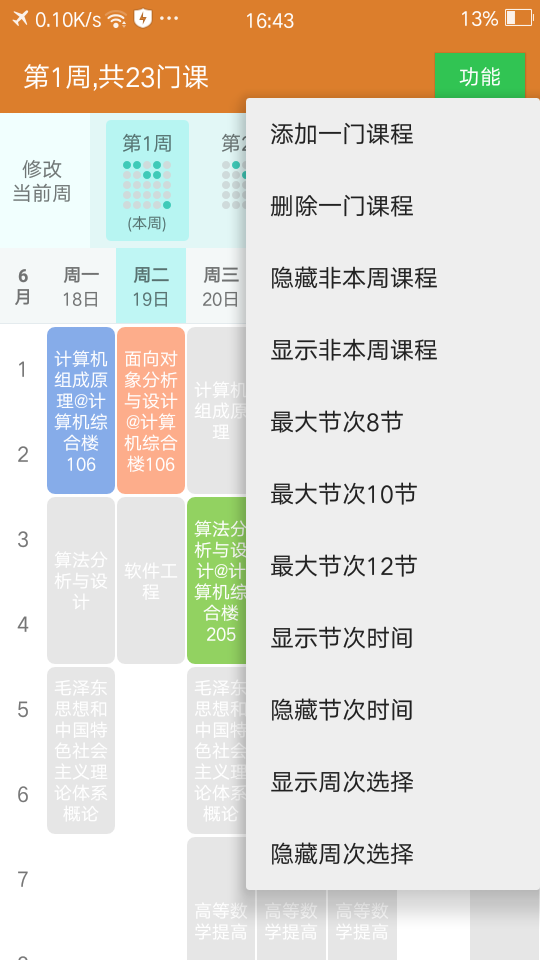 0.10K/s
16:43
13%
第1周,共23门课
功能
修改
当前周
第1周
(本周)
第2
6
月
周一
18日
周二
19日
周三
20日
添加一门课程
删除一门课程
隐藏非本周课程
显示非本周课程
最大节次8节
最大节次10节
最大节次12节
显示节次时间
隐藏节次时间
显示周次选择
隐藏周次选择
1
2
3
4
5
6
7
计算机
组成原
理@计
算机综
合楼
106
面向对
象分析
与设计
@计算
机综合
楼106
计算机
组成原
理
算法分
析与设
计
软件工
程
算法分
析与设
计@计
算机综
合楼
205
毛泽东
思想和
中国特
色社会
主义理
论体系
概论
毛泽东
思想和
中国特
色社会
主义理
论体系
概论
高等数
学提高
高等数
学提高
高等数
学提高